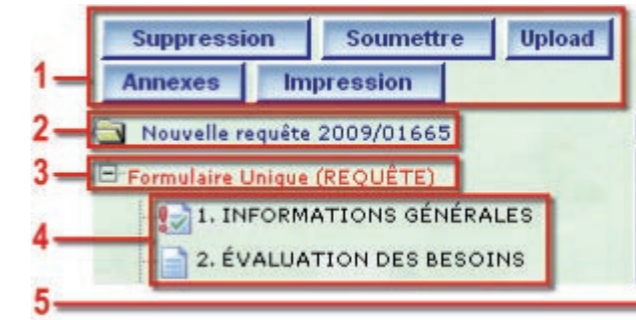 Suppression Soumettre Upload
1 Annexes Impression
2 Nouvelle requête 2009/01665
3 Formulaire Unique (REQUÊTE)
1. INFORMATIONS GÉNÉRALES
4 2. ÉVALUATION DES BESOINS
5